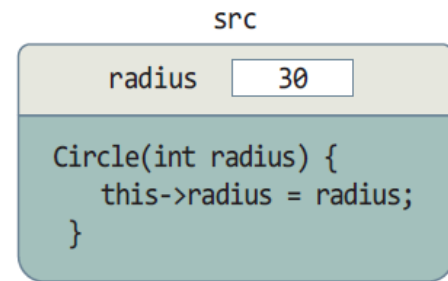 src
radius 30
Circle(int radius) {
this->radius = radius;
}